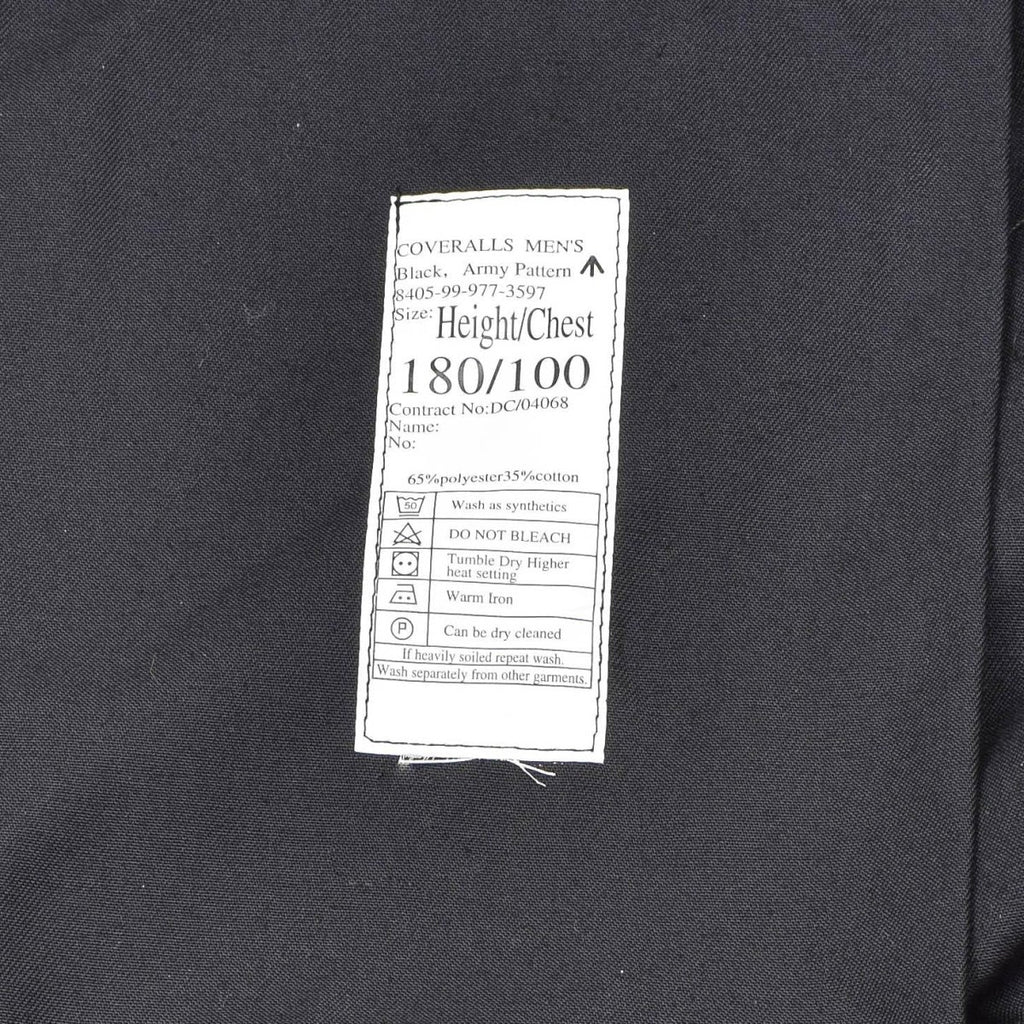 COVERALLS MEN'S
Black, Army Pattern
8405-99-977-3597
Size: Height/Chest
180/100
Contract No:DC/04068
Name:
No:
65%polyester35%cotton
50 Wash as synthetics
DO NOT BLEACH
Tumble Dry Higher
heat setting
Warm Iron
P Can be dry cleaned
If heavily soiled repeat wash.
Wash separately from other garments.